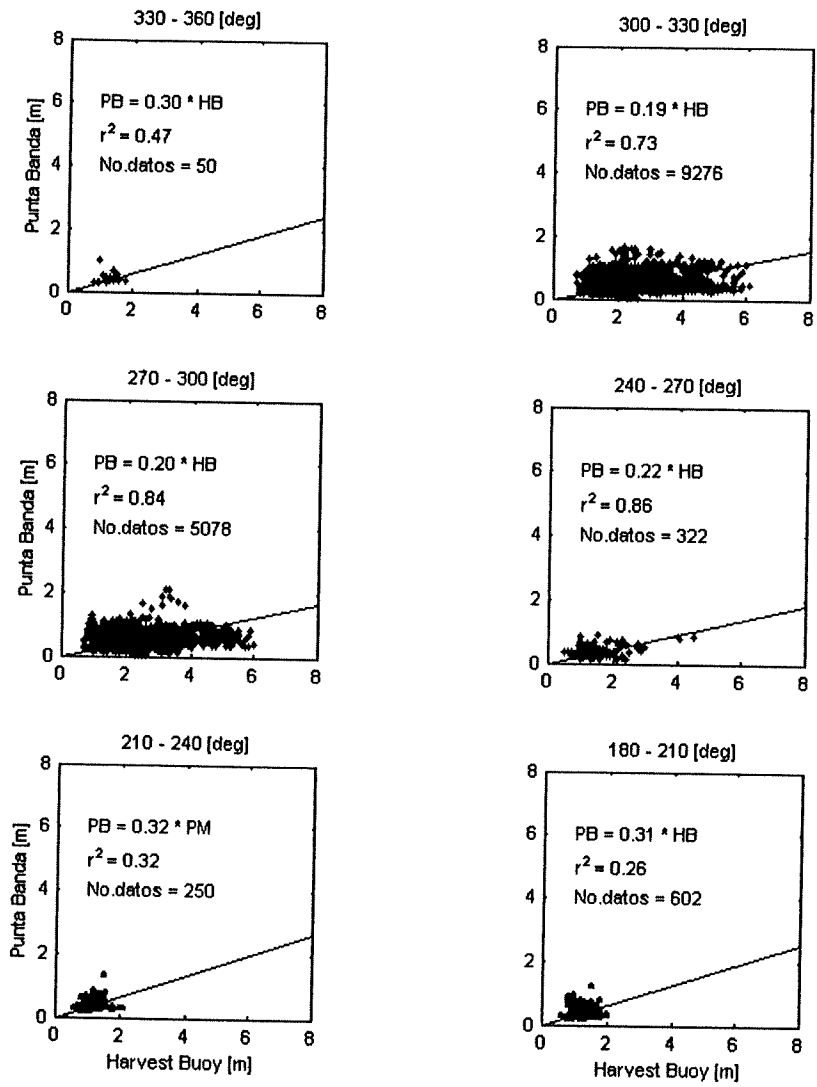 330 - 360 [deg]
8
6
4
2
0
Punta Banda [m]
PB = 0.30 * HB
r² = 0.47
No.datos = 50
0 2 4 6 8
300 - 330 [deg]
8
6
4
2
0
PB = 0.19 * HB
r² = 0.73
No.datos = 9276
0 2 4 6 8
270 - 300 [deg]
8
6
4
2
0
Punta Banda [m]
PB = 0.20 * HB
r² = 0.84
No.datos = 5078
0 2 4 6 8
240 - 270 [deg]
8
6
4
2
0
PB = 0.22 * HB
r² = 0.86
No.datos = 322
0 2 4 6 8
210 - 240 [deg]
8
6
4
2
0
Punta Banda [m]
PB = 0.32 * PM
r² = 0.32
No.datos = 250
0 2 4 6 8
Harvest Buoy [m]
180 - 210 [deg]
8
6
4
2
0
PB = 0.31 * HB
r² = 0.26
No.datos = 602
0 2 4 6 8
Harvest Buoy [m]